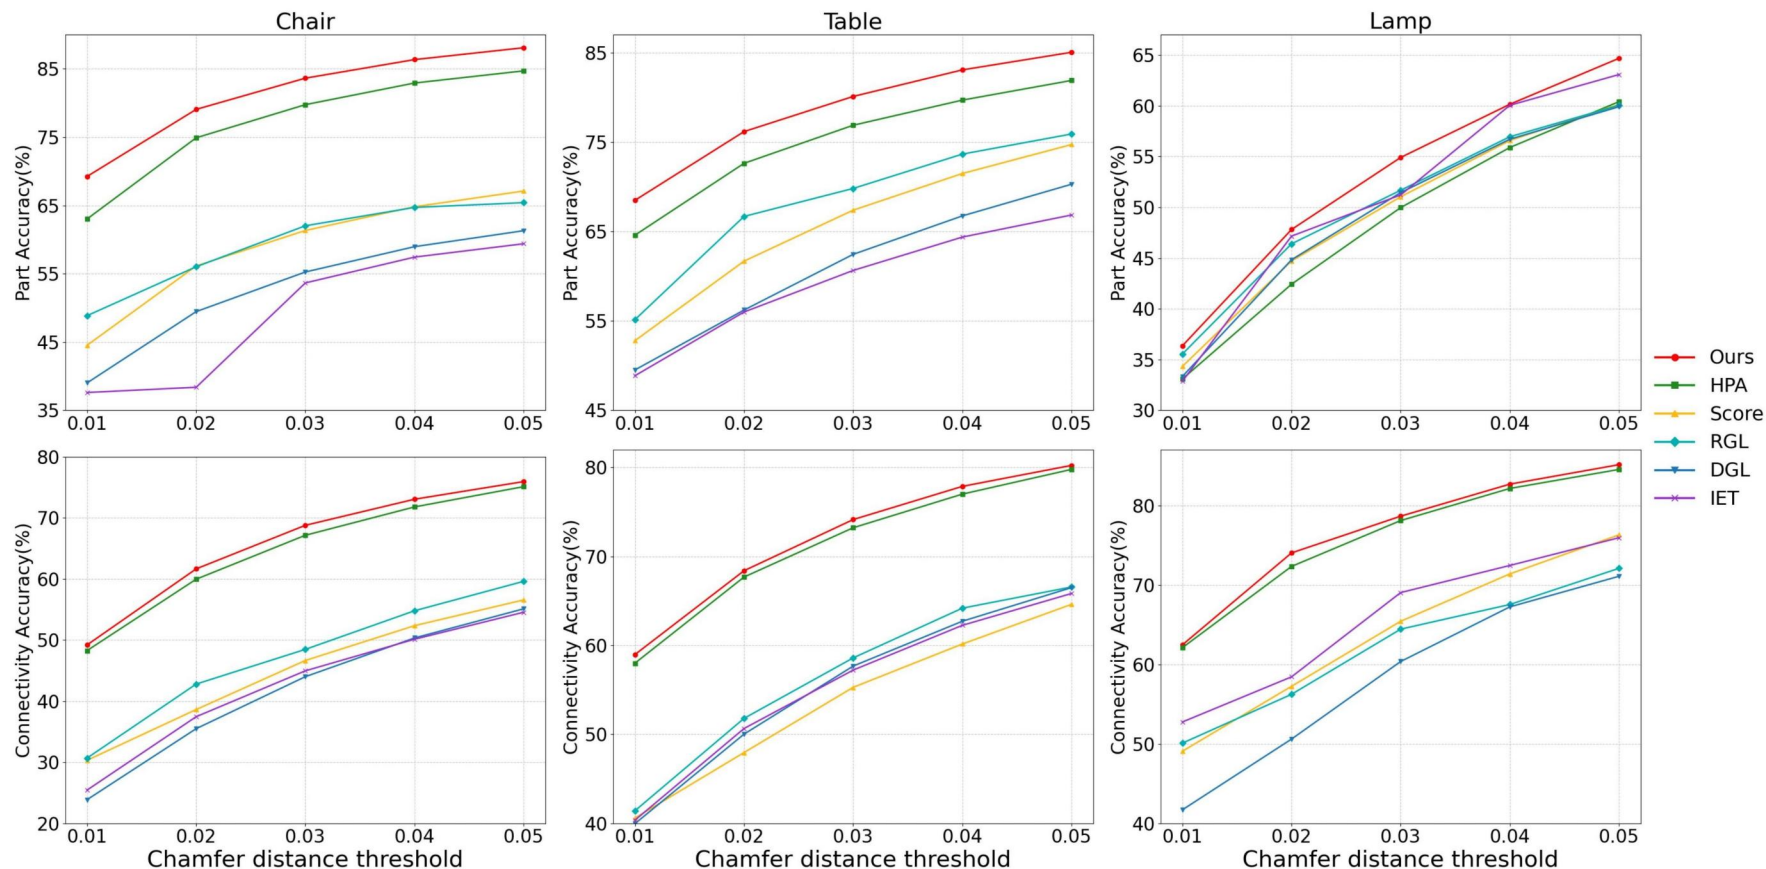 Chair
Part Accuracy(%)
85
75
65
55
45
35
0.01 0.02 0.03 0.04 0.05
Table
Part Accuracy(%)
85
75
65
55
45
0.01 0.02 0.03 0.04 0.05
Lamp
Part Accuracy(%)
65
60
55
50
45
40
35
30
0.01 0.02 0.03 0.04 0.05
Connectivity Accuracy(%)
80
70
60
50
40
30
20
0.01 0.02 0.03 0.04 0.05
Chamfer distance threshold
Connectivity Accuracy(%)
80
70
60
50
40
0.01 0.02 0.03 0.04 0.05
Chamfer distance threshold
Connectivity Accuracy(%)
80
70
60
50
40
0.01 0.02 0.03 0.04 0.05
Chamfer distance threshold
Ours
HPA
Score
RGL
DGL
IET